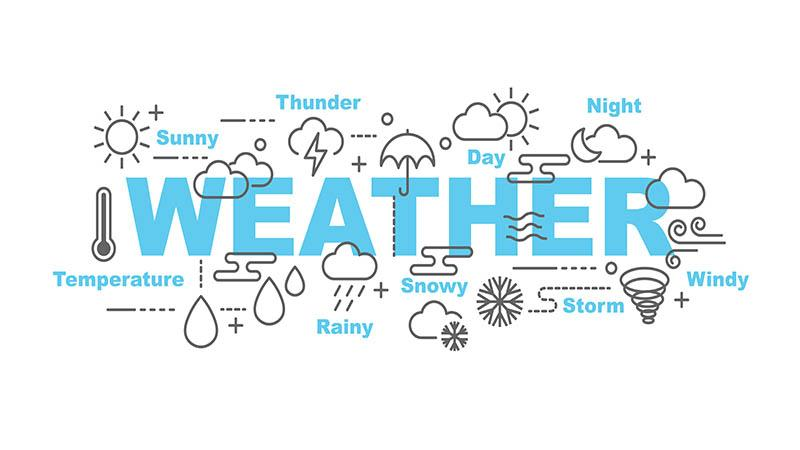 Thunder
Night
Sunny
Day
WEATHER
Temperature
Snowy
Windy
Storm
Rainy